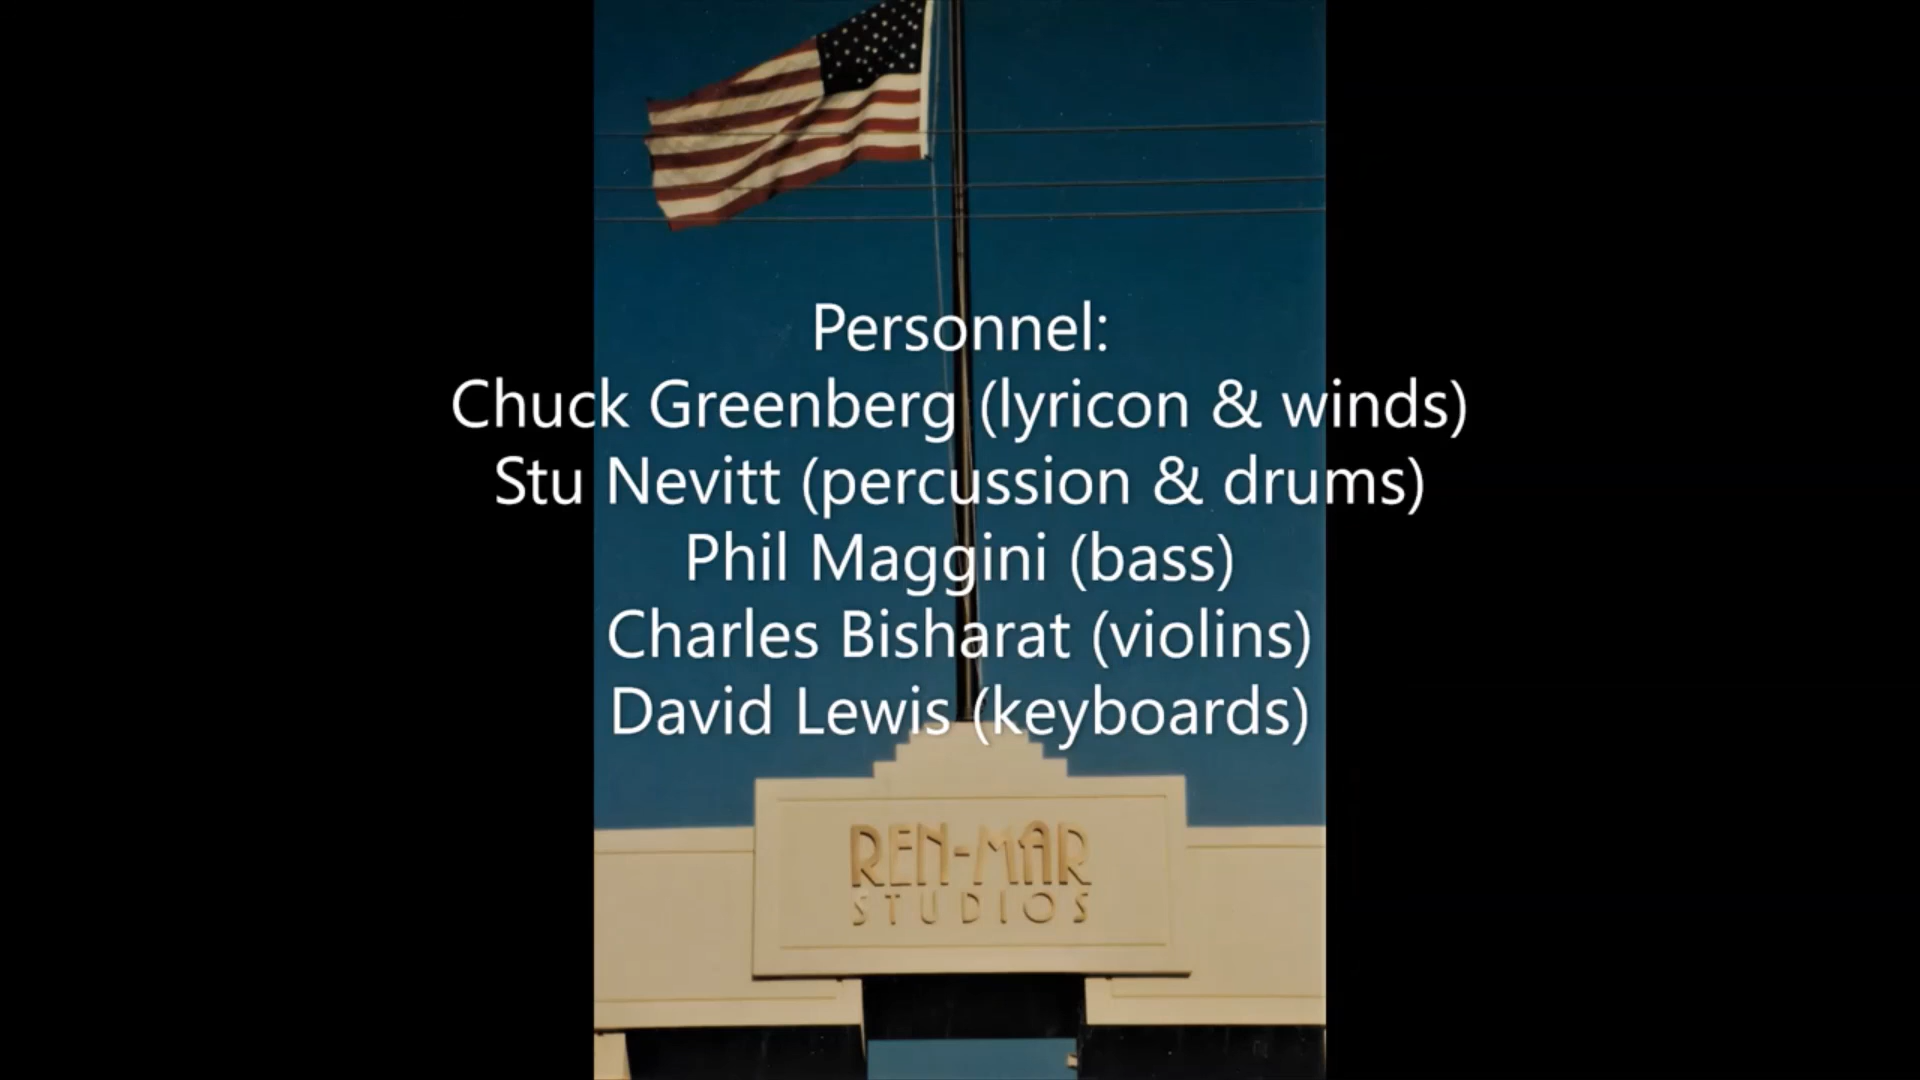 Personnel:
Chuck Greenberg (lyricon & winds)
Stu Nevitt (percussion & drums)
Phil Maggini (bass)
Charles Bisharat (violins)
David Lewis (keyboards)
REN-MAR
STUDIOS